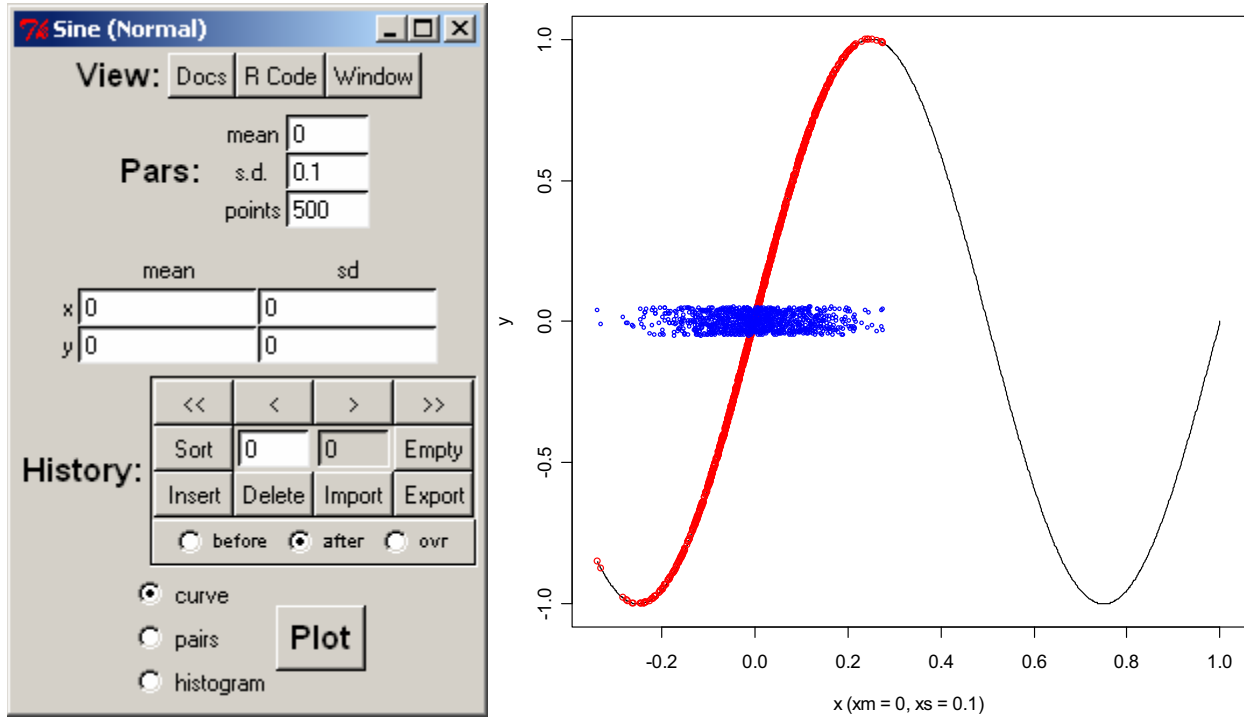 Sine (Normal)
View: Docs R Code Window
mean 0
Pars: s.d. 0.1
points 500
mean sd
x 0 0
y 0 0
<< < > >>
Sort 0 0 Empty
History:
Insert Delete Import Export
before after ovr
curve
pairs
histogram
Plot
1.0
0.5
0.0
-0.5
-1.0
y
-0.2 0.0 0.2 0.4 0.6 0.8 1.0
x (xm = 0, xs = 0.1)